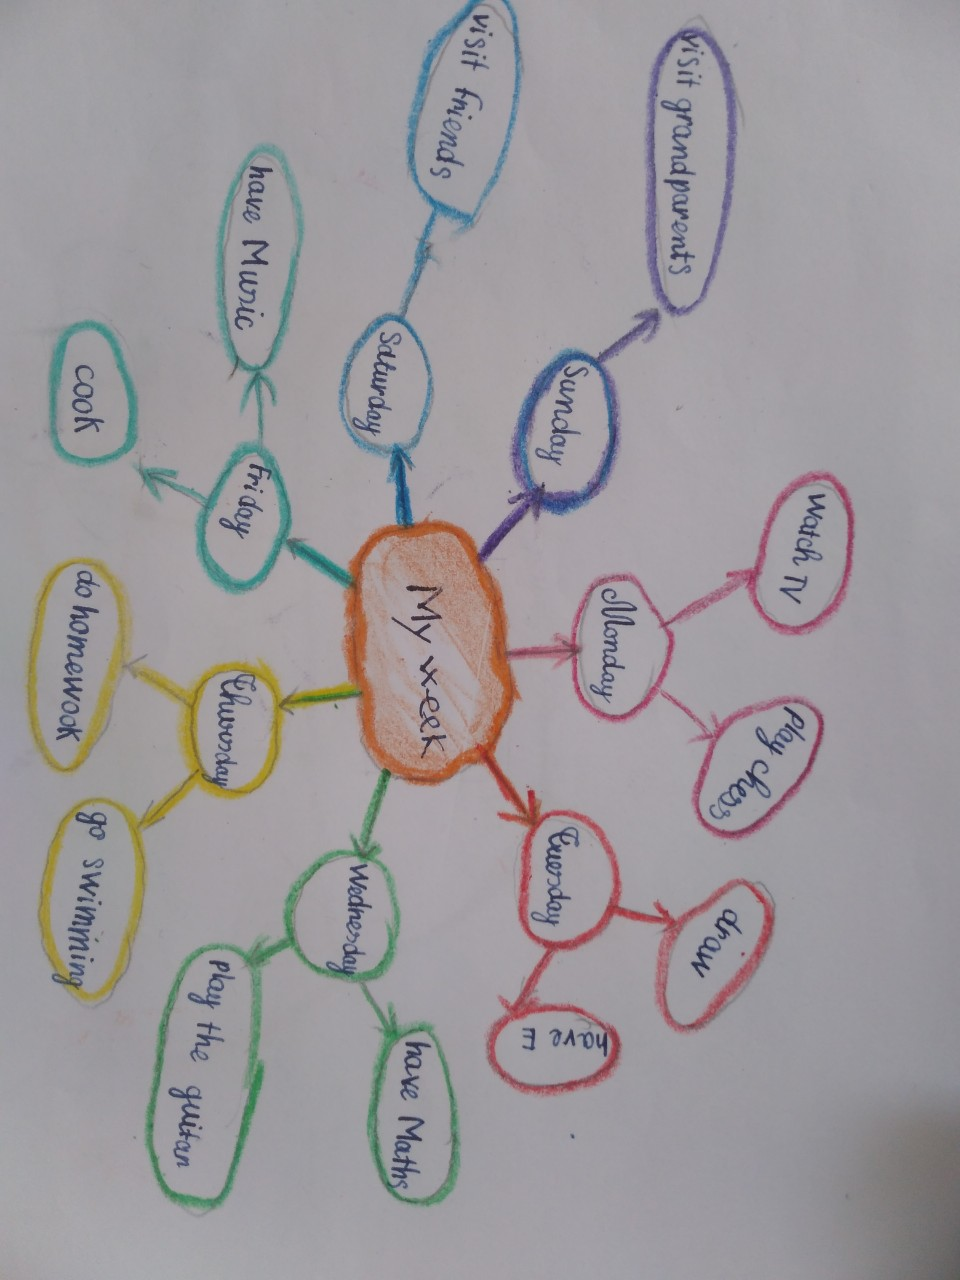 My week
Monday
Watch TV
Play chess
Tuesday
draw
have E
Wednesday
have Maths
play the guitar
Thursday
go swimming
do homewook
Friday
cook
have Music
Saturday
visit friends
Sunday
visit grandparents